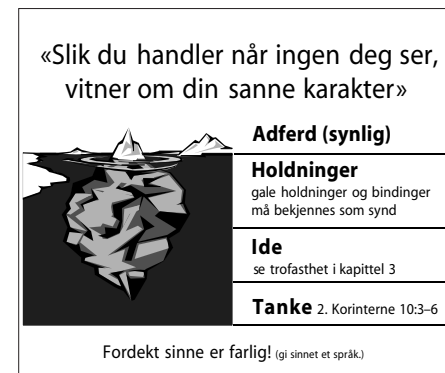 «Slik du handler når ingen deg ser,
vitner om din sanne karakter»
Adferd (synlig)
Holdninger
gale holdninger og bindinger
må bekjennes som synd
Ide
se trofasthet i kapittel 3
Tanke 2. Korinterne 10:3–6
Fordekt sinne er farlig! (gi sinnet et språk.)